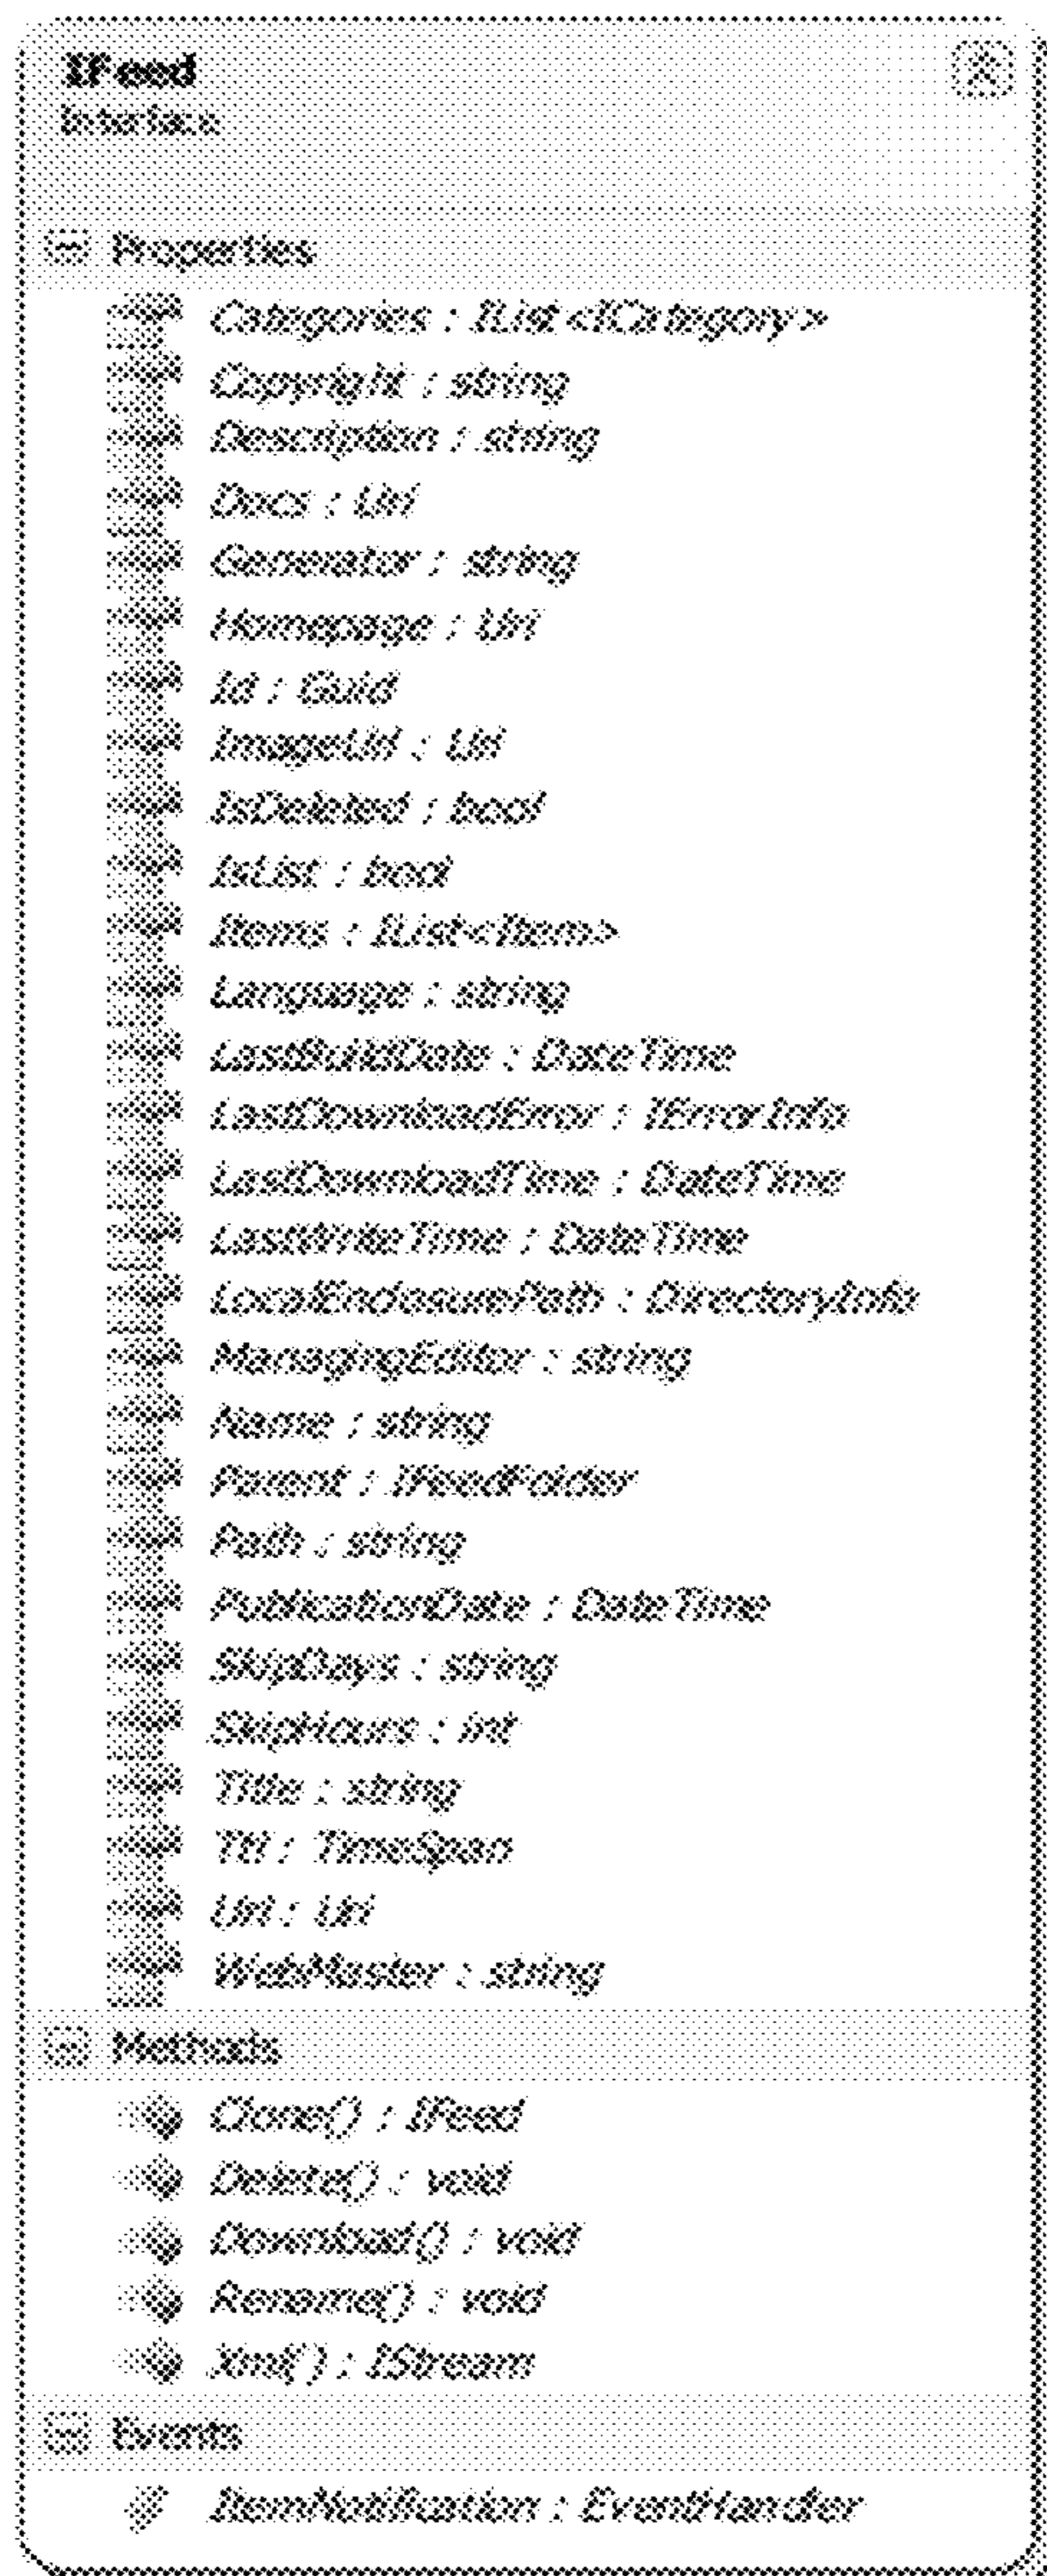 IFeed
Interface
Properties
Categories : IList<ICategory>
Copyright : string
Description : string
Docs : Uri
Generator : string
Homepage : Uri
Id : Guid
ImageUrl : Uri
IsDeleted : bool
IsList : bool
Items : IList<Item>
Language : string
LastBuildDate : DateTime
LastDownloadError : IErrorInfo
LastDownloadTime : DateTime
LastWriteTime : DateTime
LocalEnclosurePath : DirectoryInfo
ManagingEditor : string
Name : string
Parent : IFeedFolder
Path : string
PublicationDate : DateTime
SkipDays : string
SkipHours : int
Title : string
Ttl : TimeSpan
Url : Uri
WebMaster : string
Methods
Clone() : IFeed
Delete() : void
Download() : void
Rename() : void
Xml() : IStream
Events
ItemNotification : EventHandler